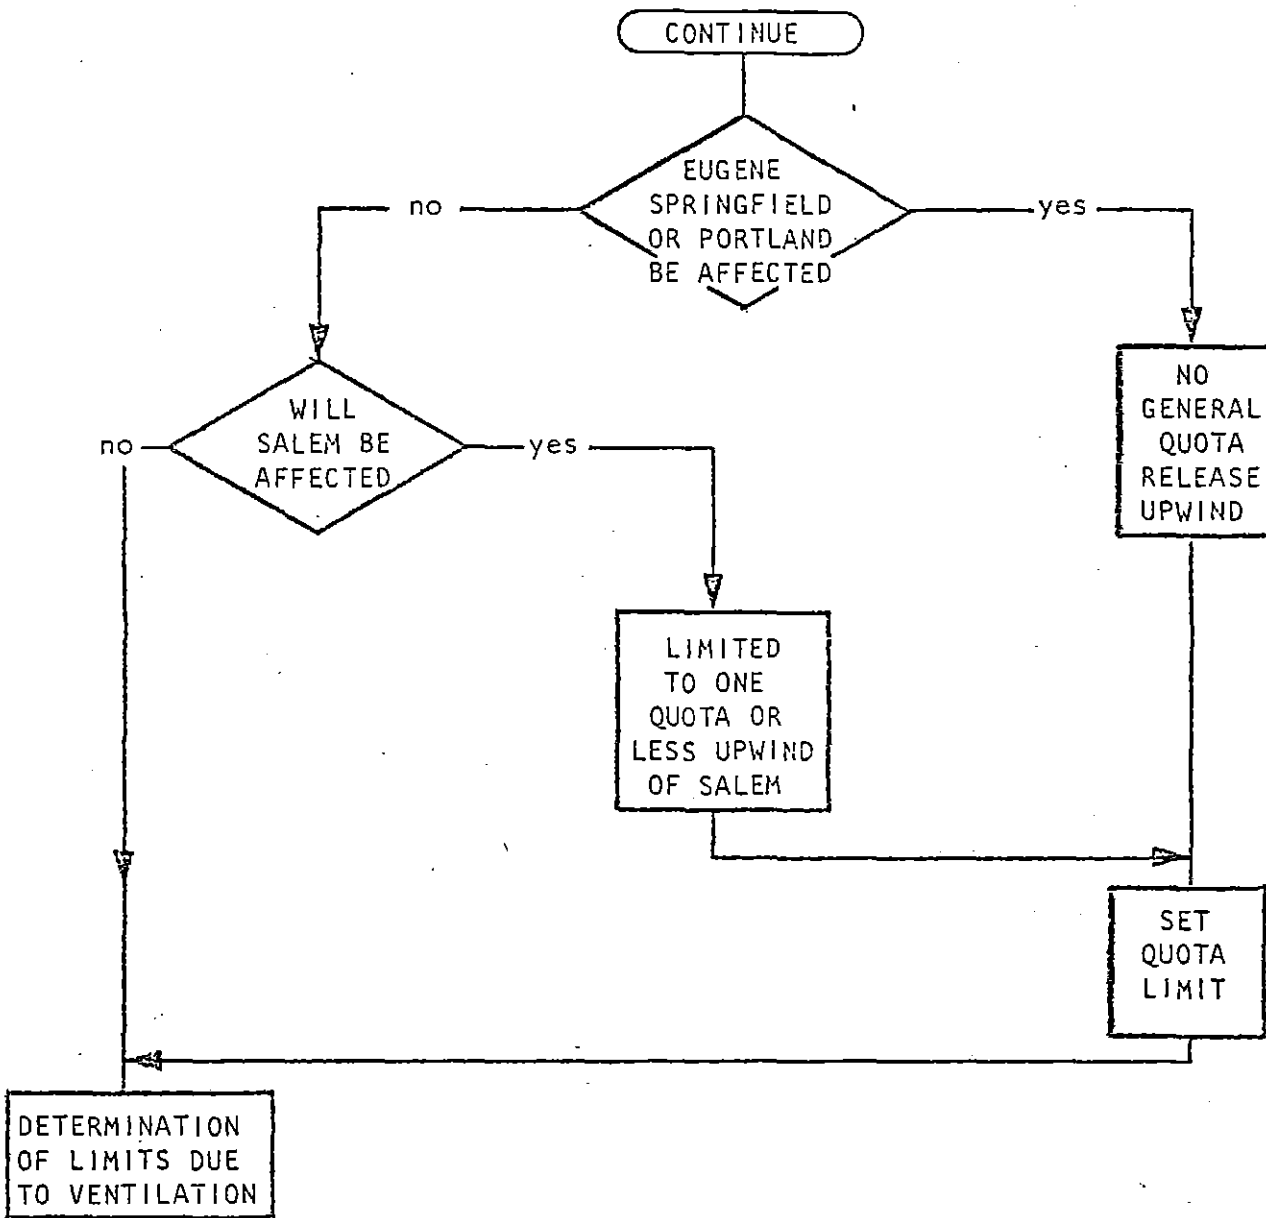 CONTINUE
EUGENE
SPRINGFIELD
OR PORTLAND
BE AFFECTED
no
yes
WILL
SALEM BE
AFFECTED
no
yes
NO
GENERAL
QUOTA
RELEASE
UPWIND
LIMITED
TO ONE
QUOTA OR
LESS UPWIND
OF SALEM
SET
QUOTA
LIMIT
DETERMINATION
OF LIMITS DUE
TO VENTILATION